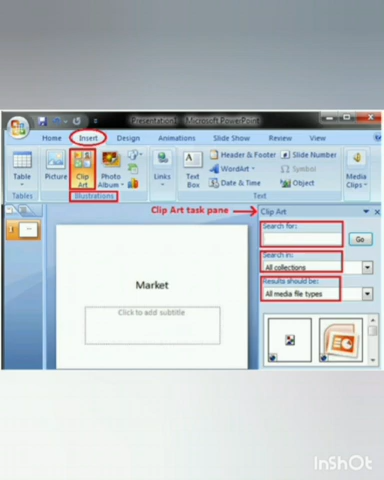 Presentation1 - Microsoft PowerPoint
Home Insert Design Animations Slide Show Review View
Table
Picture
Clip
Art
Photo
Album
Links
Text
Box
Header & Footer
WordArt
Date & Time
Slide Number
Symbol
Object
Media
Clips
Tables
Illustrations
Text
Clip Art task pane
Clip Art
Search for:
Go
Search in:
All collections
Results should be:
All media file types
1
Market
Click to add subtitle
InShOt